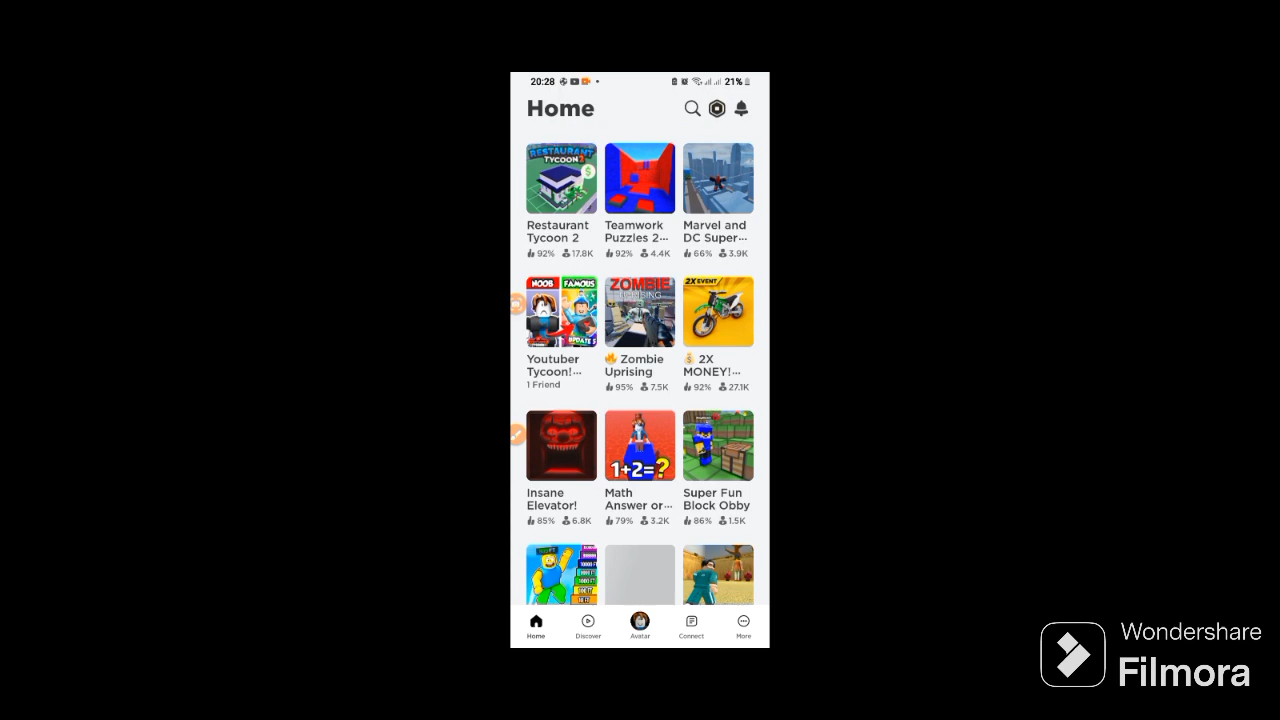 20:28
21%
Home
RESTAURANT
TYCOON 2
$
Restaurant
Tycoon 2
92% 17.8K
Teamwork
Puzzles 2...
92% 4.4K
Marvel and
DC Super...
66% 3.9K
NOOB FAMOUS
UPDATE 5
Youtuber
Tycoon!...
1 Friend
ZOMBIE
UPRISING
🔥 Zombie
Uprising
95% 7.5K
2X EVENT
💰 2X
MONEY!...
92% 27.1K
Insane
Elevator!
85% 6.8K
1+2=?
Math
Answer or...
79% 3.2K
Super Fun
Block Obby
86% 1.5K
Home
Discover
Avatar
Connect
More
Wondershare
Filmora